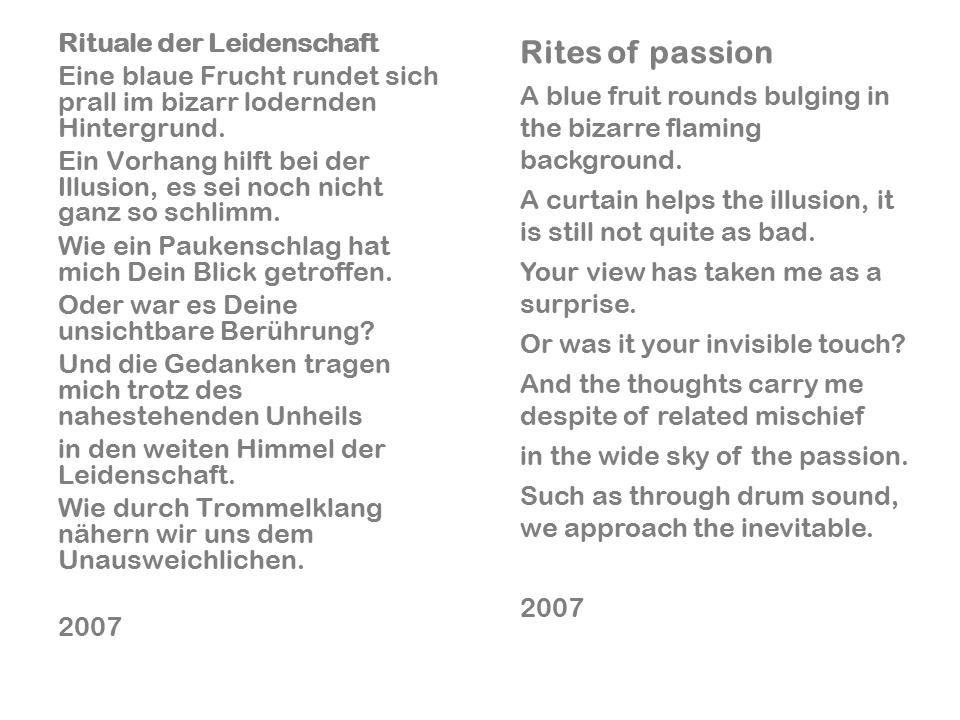 Rituale der Leidenschaft
Eine blaue Frucht rundet sich
prall im bizarr lodernden
Hintergrund.
Ein Vorhang hilft bei der
Illusion, es sei noch nicht
ganz so schlimm.
Wie ein Paukenschlag hat
mich Dein Blick getroffen.
Oder war es Deine
unsichtbare Berührung?
Und die Gedanken tragen
mich trotz des
nahestehenden Unheils
in den weiten Himmel der
Leidenschaft.
Wie durch Trommelklang
nähern wir uns dem
Unausweichlichen.
2007
Rites of passion
A blue fruit rounds bulging in
the bizarre flaming
background.
A curtain helps the illusion, it
is still not quite as bad.
Your view has taken me as a
surprise.
Or was it your invisible touch?
And the thoughts carry me
despite of related mischief
in the wide sky of the passion.
Such as through drum sound,
we approach the inevitable.
2007